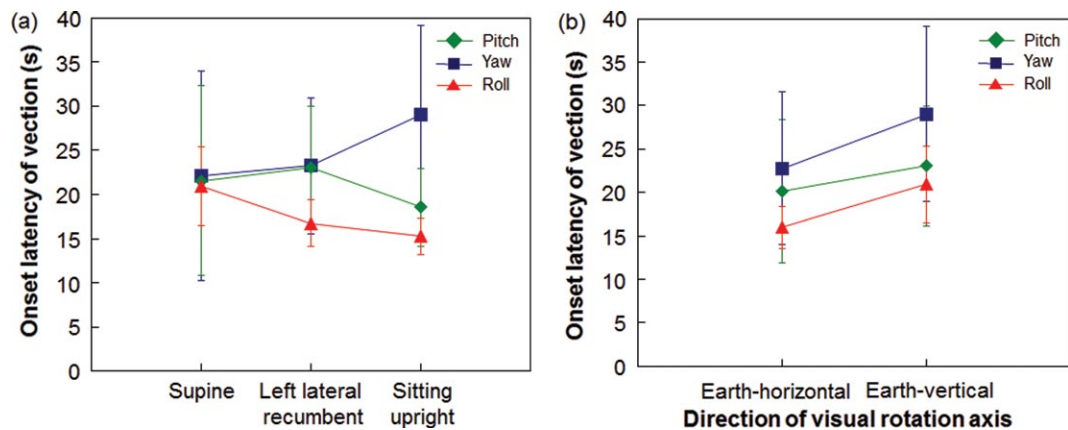 (a)
Onset latency of vection (s)
40
35
30
25
20
15
10
5
0
Pitch
Yaw
Roll
Supine
Left lateral
recumbent
Sitting
upright
(b)
Onset latency of vection (s)
40
35
30
25
20
15
10
5
0
Pitch
Yaw
Roll
Earth-horizontal
Earth-vertical
Direction of visual rotation axis